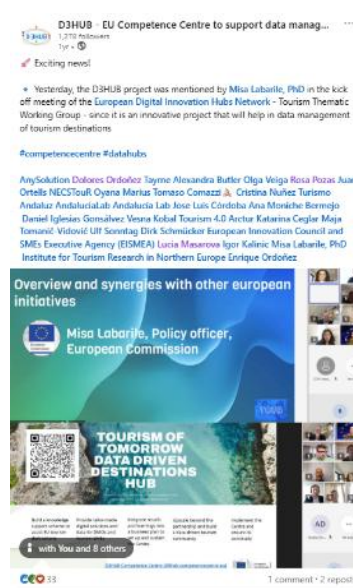 D3HUB - EU Competence Centre to support data manag...
1,278 followers
1yr •
Exciting news!
Yesterday, the D3HUB project was mentioned by Misa Labarile, PhD in the kick
off meeting of the European Digital Innovation Hubs Network - Tourism Thematic
Working Group - since it is an innovative project that will help in data management
of tourism destinations
#competencecentre #datahubs
AnySolution Dolores Ordoñez Tayrne Alexandra Butler Olga Veiga Rosa Pozas Juan
Ortells NECSTouR Oyana Marius Tomaso Comazzi Cristina Nuñez Turismo
Andaluz AndaluciaLab Andalucia Lab Jose Luis Córdoba Ana Moniche Bermejo
Daniel Iglesias Gonsálvez Vesna Kobal Tourism 4.0 Arctur Katarina Ceglar Maja
Tomanič-Vidovič Ulf Sonntag Dirk Schmücker European Innovation Council and
SMEs Executive Agency (EISMEA) Lucia Masarova Igor Kalinic Misa Labarile, PhD
Institute for Tourism Research in Northern Europe Enrique Ordoñez
Overview and synergies with other european
initiatives
Misa Labarile, Policy officer,
European Commission
TOURISM OF
TOMORROW
DATA DRIVEN
DESTINATIONS
HUB
AD
with You and 8 others
33
1 comment • 2 repost